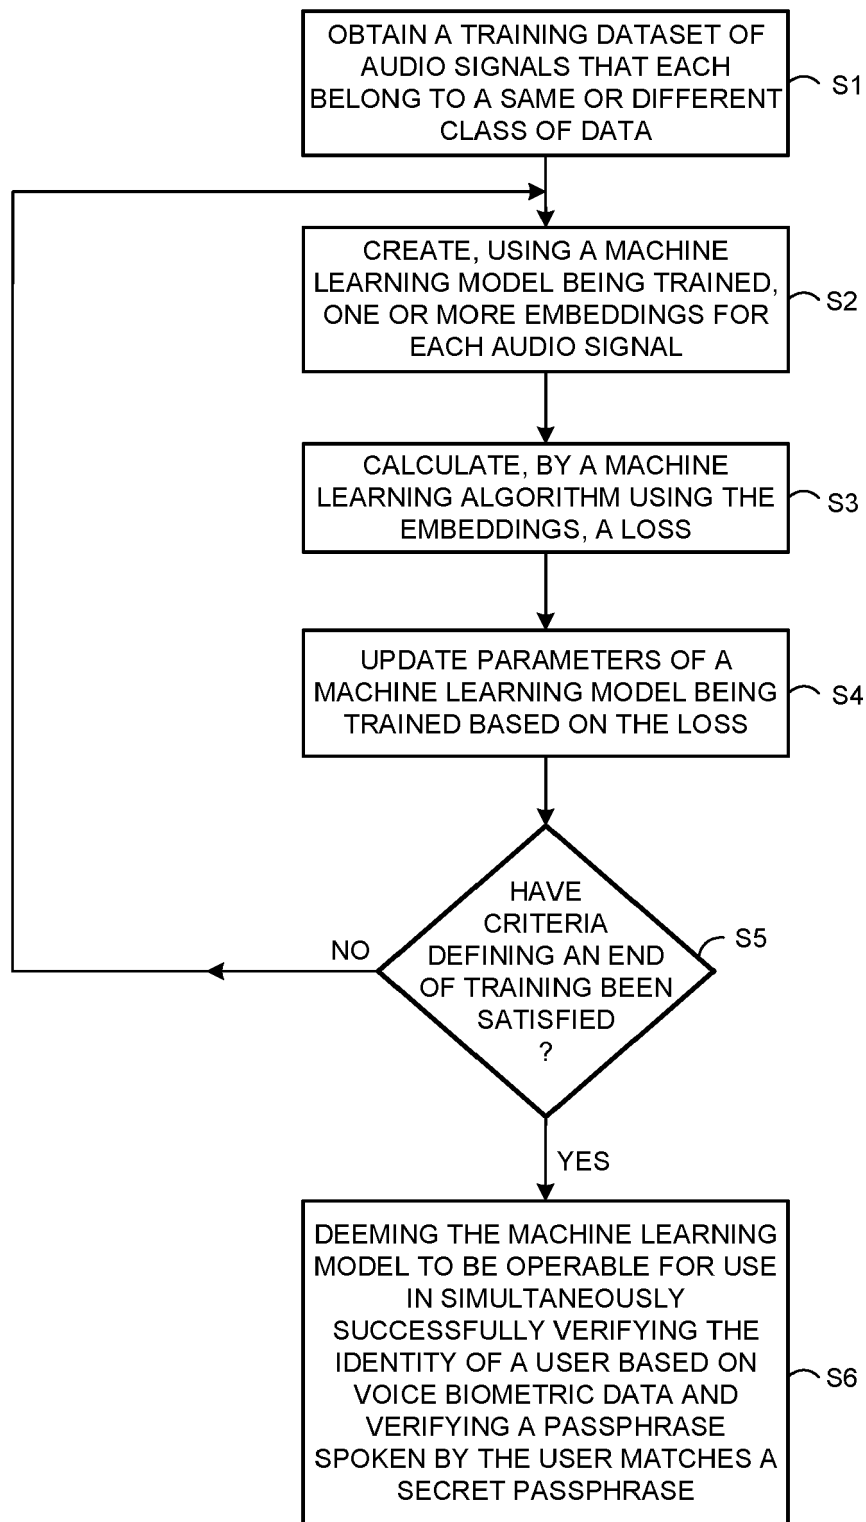 OBTAIN A TRAINING DATASET OF
AUDIO SIGNALS THAT EACH
BELONG TO A SAME OR DIFFERENT
CLASS OF DATA
S1
CREATE, USING A MACHINE
LEARNING MODEL BEING TRAINED,
ONE OR MORE EMBEDDINGS FOR
EACH AUDIO SIGNAL
S2
CALCULATE, BY A MACHINE
LEARNING ALGORITHM USING THE
EMBEDDINGS, A LOSS
S3
UPDATE PARAMETERS OF A
MACHINE LEARNING MODEL BEING
TRAINED BASED ON THE LOSS
S4
HAVE
CRITERIA
DEFINING AN END
OF TRAINING BEEN
SATISFIED
?
S5
NO
YES
DEEMING THE MACHINE LEARNING
MODEL TO BE OPERABLE FOR USE
IN SIMULTANEOUSLY
SUCCESSFULLY VERIFYING THE
IDENTITY OF A USER BASED ON
VOICE BIOMETRIC DATA AND
VERIFYING A PASSPHRASE
SPOKEN BY THE USER MATCHES A
SECRET PASSPHRASE
S6